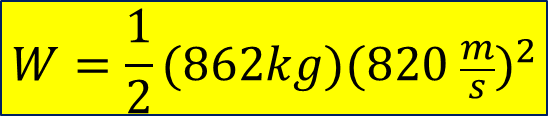 W = 1/2 (862kg)(820 m/s)²